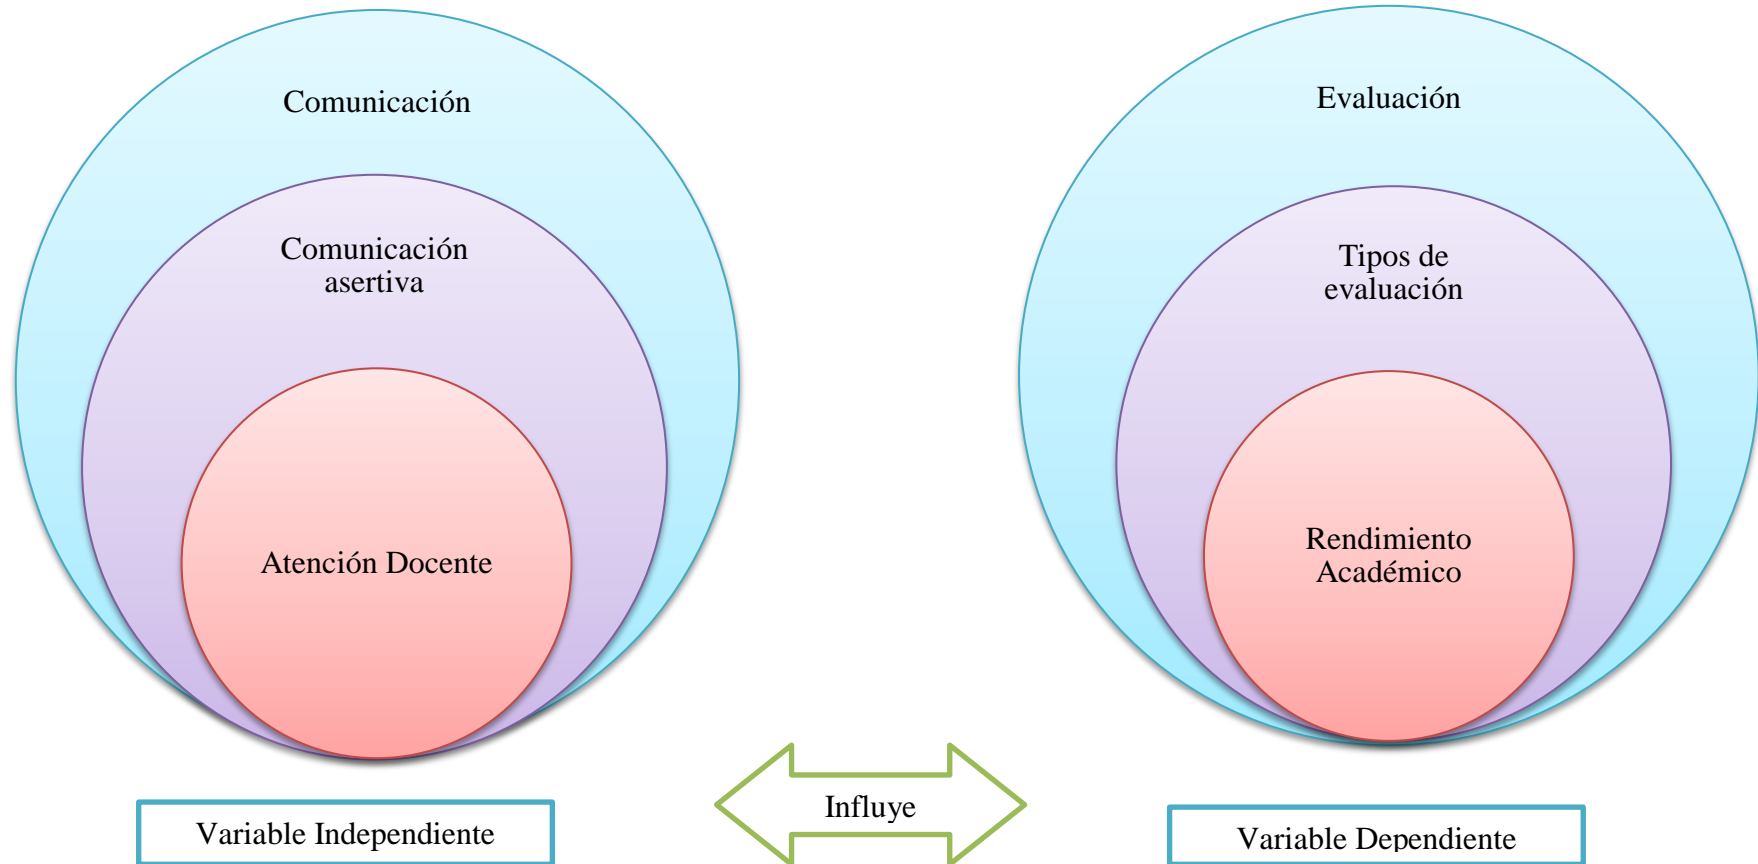 Comunicación
Comunicación
asertiva
Atención Docente
Variable Independiente
Influye
Evaluación
Tipos de
evaluación
Rendimiento
Académico
Variable Dependiente